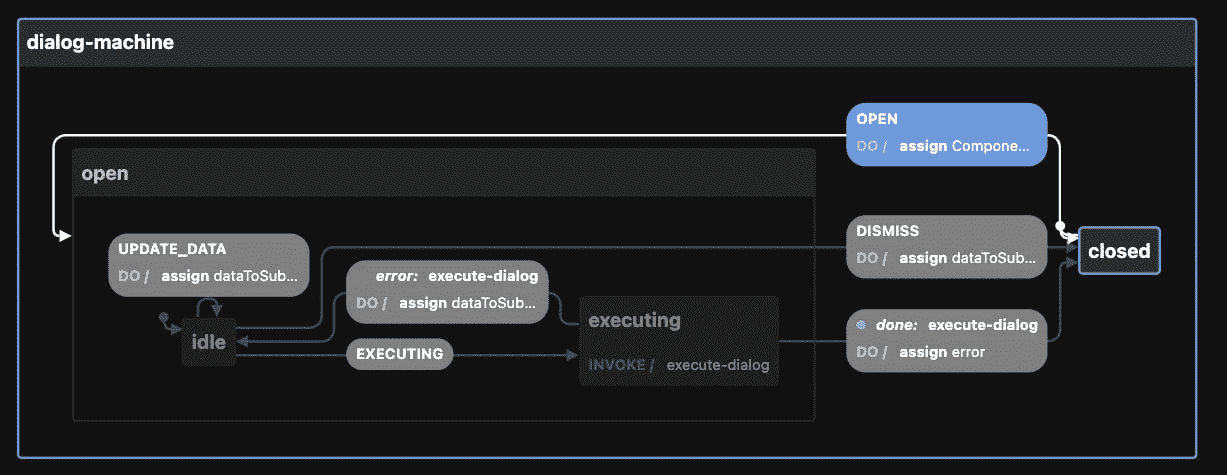 dialog-machine
OPEN
DO / assign Compone...
open
UPDATE_DATA
DO / assign dataToSub...
DISMISS
DO / assign dataToSub...
closed
error: execute-dialog
DO / assign dataToSub...
idle
EXECUTING
executing
INVOKE / execute-dialog
done: execute-dialog
DO / assign error